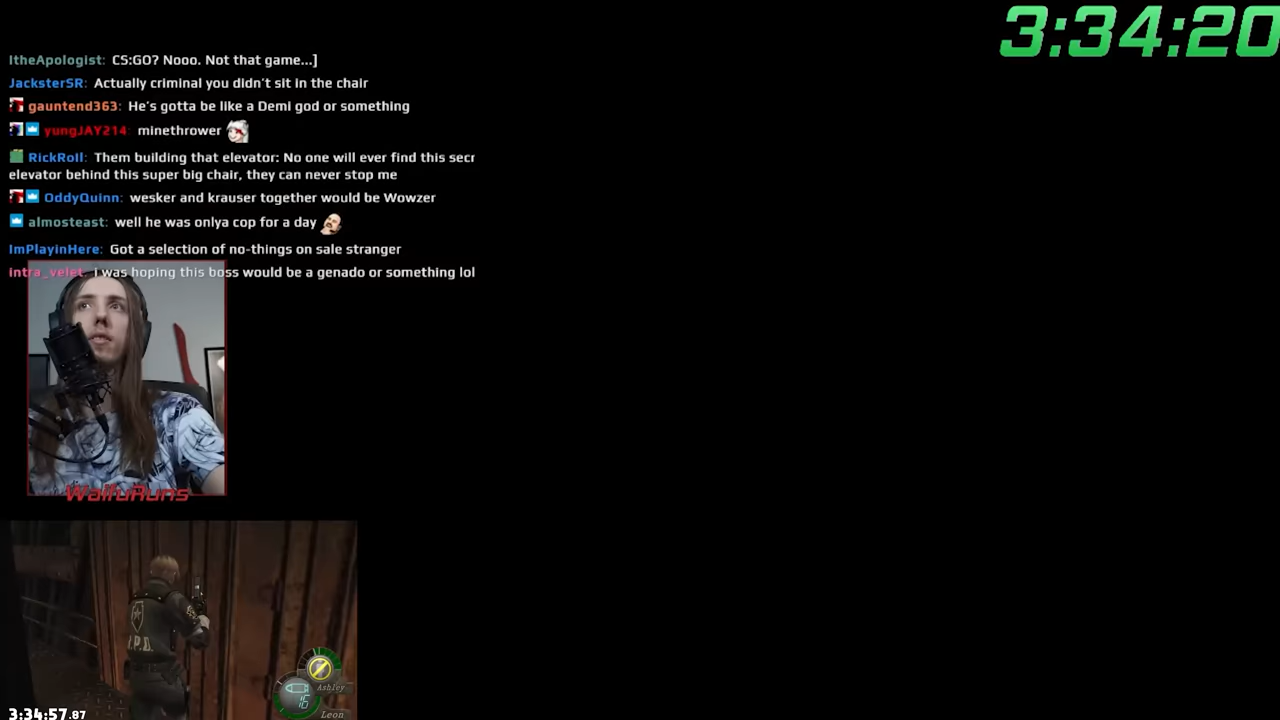 3:34:20
ItheApologist: CS:GO? Nooo. Not that game...]
JacksterSR: Actually criminal you didn't sit in the chair
gauntend363: He's gotta be like a Demi god or something
yungJAY214: minethrower
RickRoll: Them building that elevator: No one will ever find this secr
elevator behind this super big chair, they can never stop me
OddyQuinn: wesker and krauser together would be Wowzer
almosteast: well he was onlya cop for a day
ImPlayinHere: Got a selection of no-things on sale stranger
intra_velet: i was hoping this boss would be a genado or something lol
WaifuRuns
R.P.D.
Ashley
16
Leon
3:34:57.87